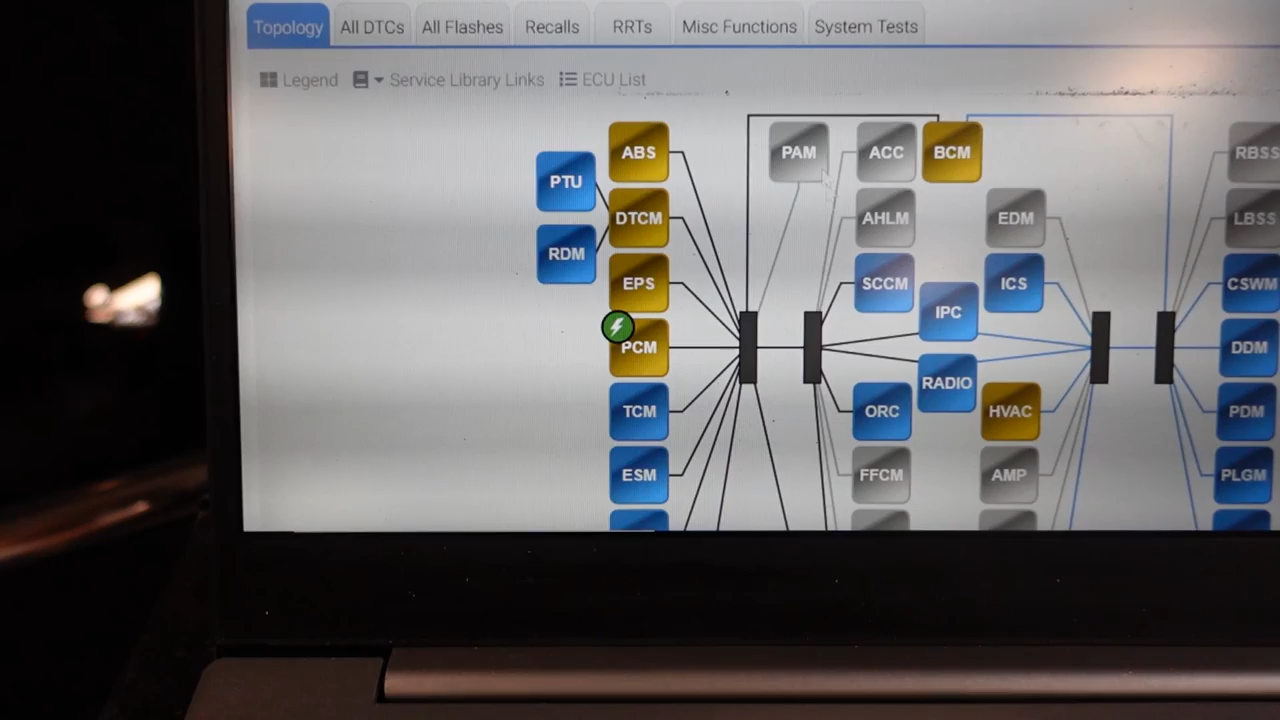 Topology All DTCs All Flashes Recalls RRTs Misc Functions System Tests
Legend Service Library Links ECU List
PAM ACC BCM RBSS
ABS
PTU
DTCM AHLM EDM LBSS
RDM
EPS SCCM ICS CSWM
IPC
PCM DDM
RADIO
TCM ORC HVAC PDM
ESM FFCM AMP PLGM